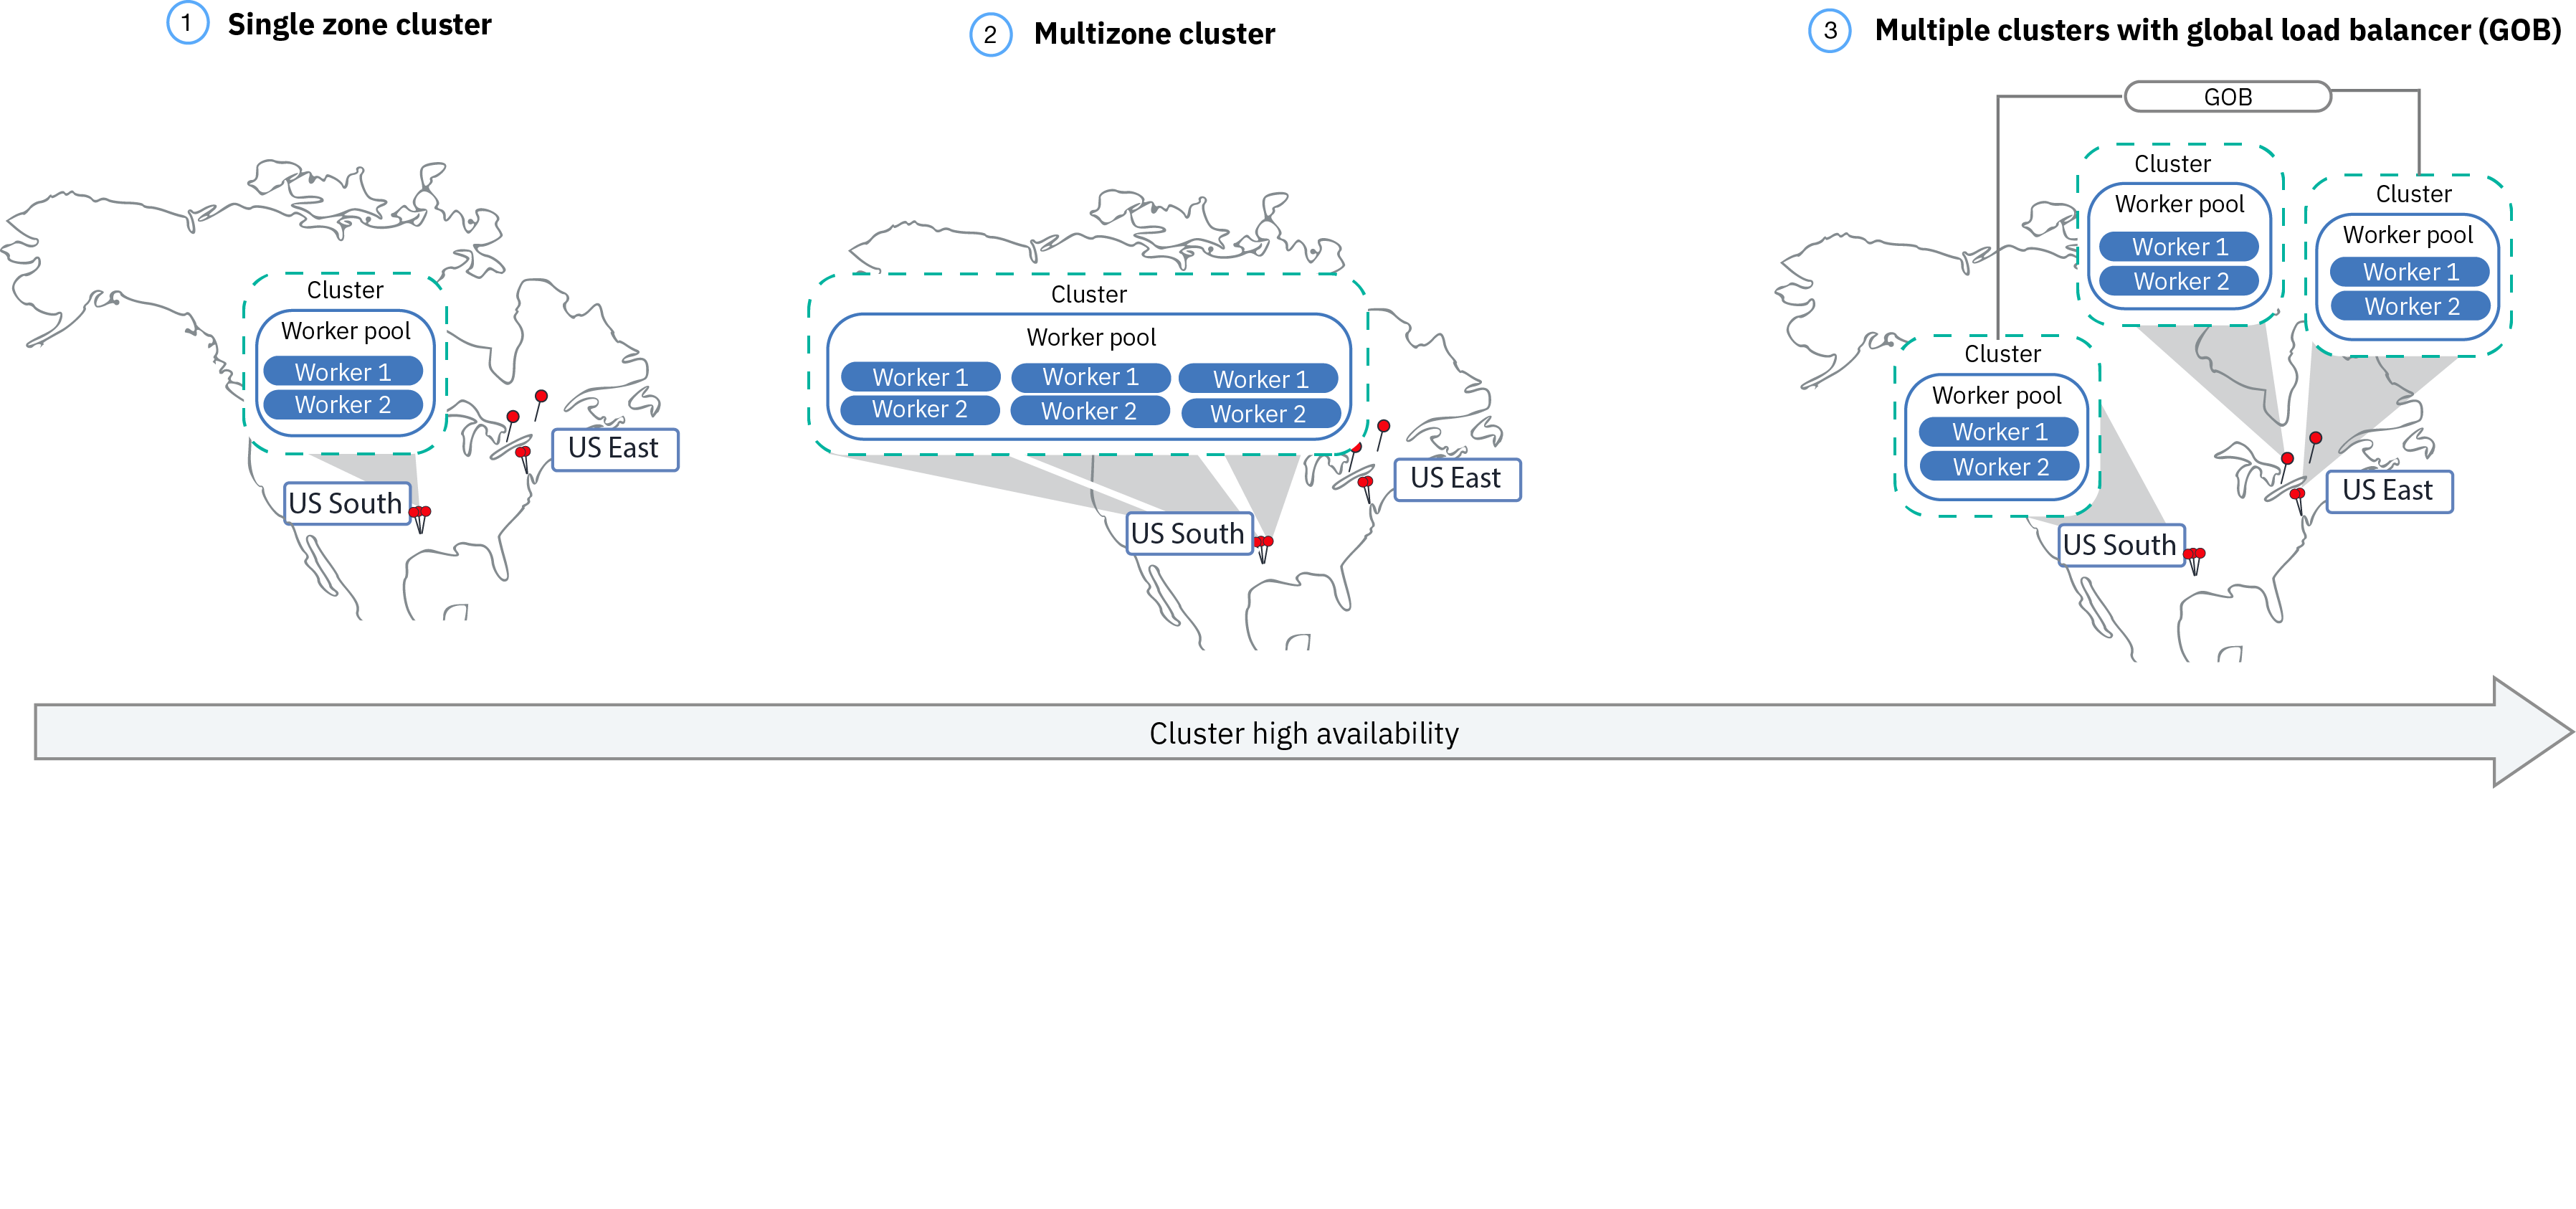 1 Single zone cluster
Cluster
Worker pool
Worker 1
Worker 2
US East
US South
2 Multizone cluster
Cluster
Worker pool
Worker 1 Worker 1 Worker 1
Worker 2 Worker 2 Worker 2
US East
US South
3 Multiple clusters with global load balancer (GOB)
GOB
Cluster
Worker pool
Worker 1
Worker 2
Cluster
Worker pool
Worker 1
Worker 2
Cluster
Worker pool
Worker 1
Worker 2
US East
US South
Cluster high availability